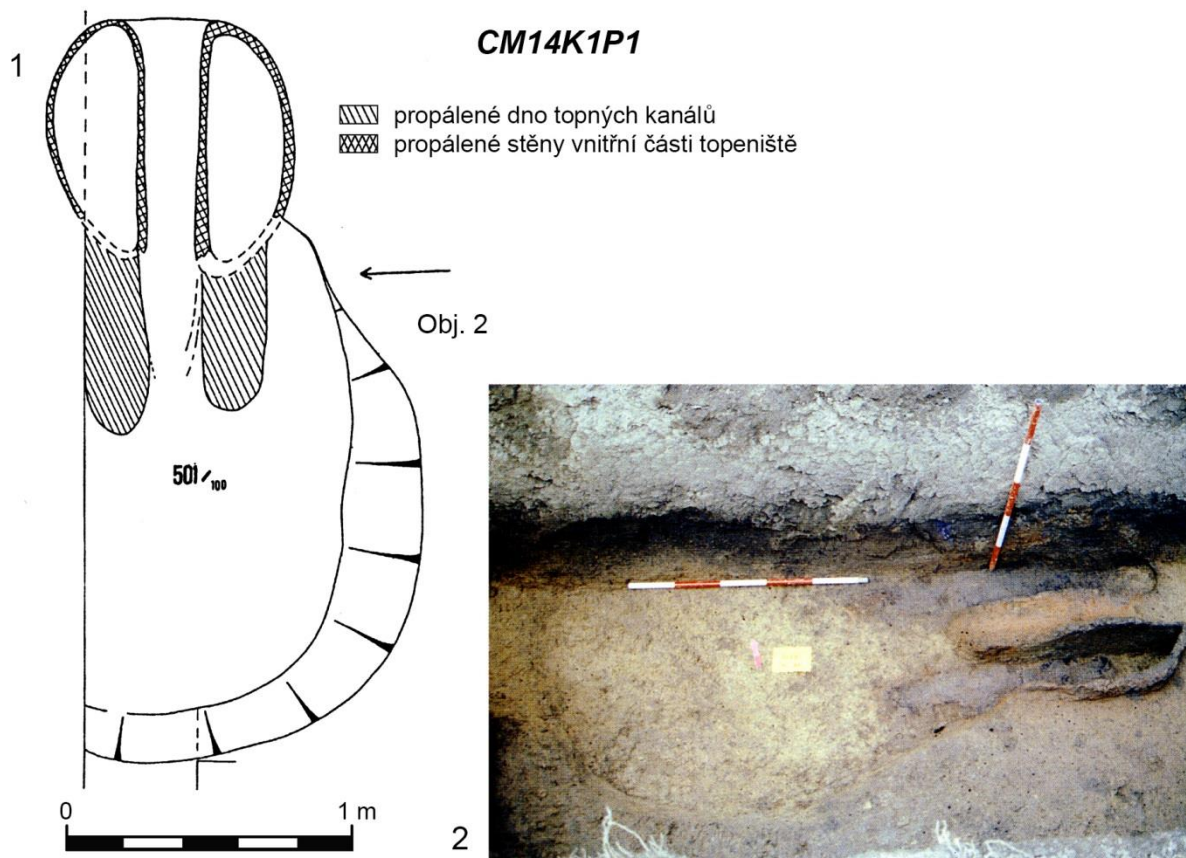 1
CM14K1P1
propálené dno topných kanálů
propálené stěny vnitřní části topeniště
Obj. 2
501/100
0 1 m
2